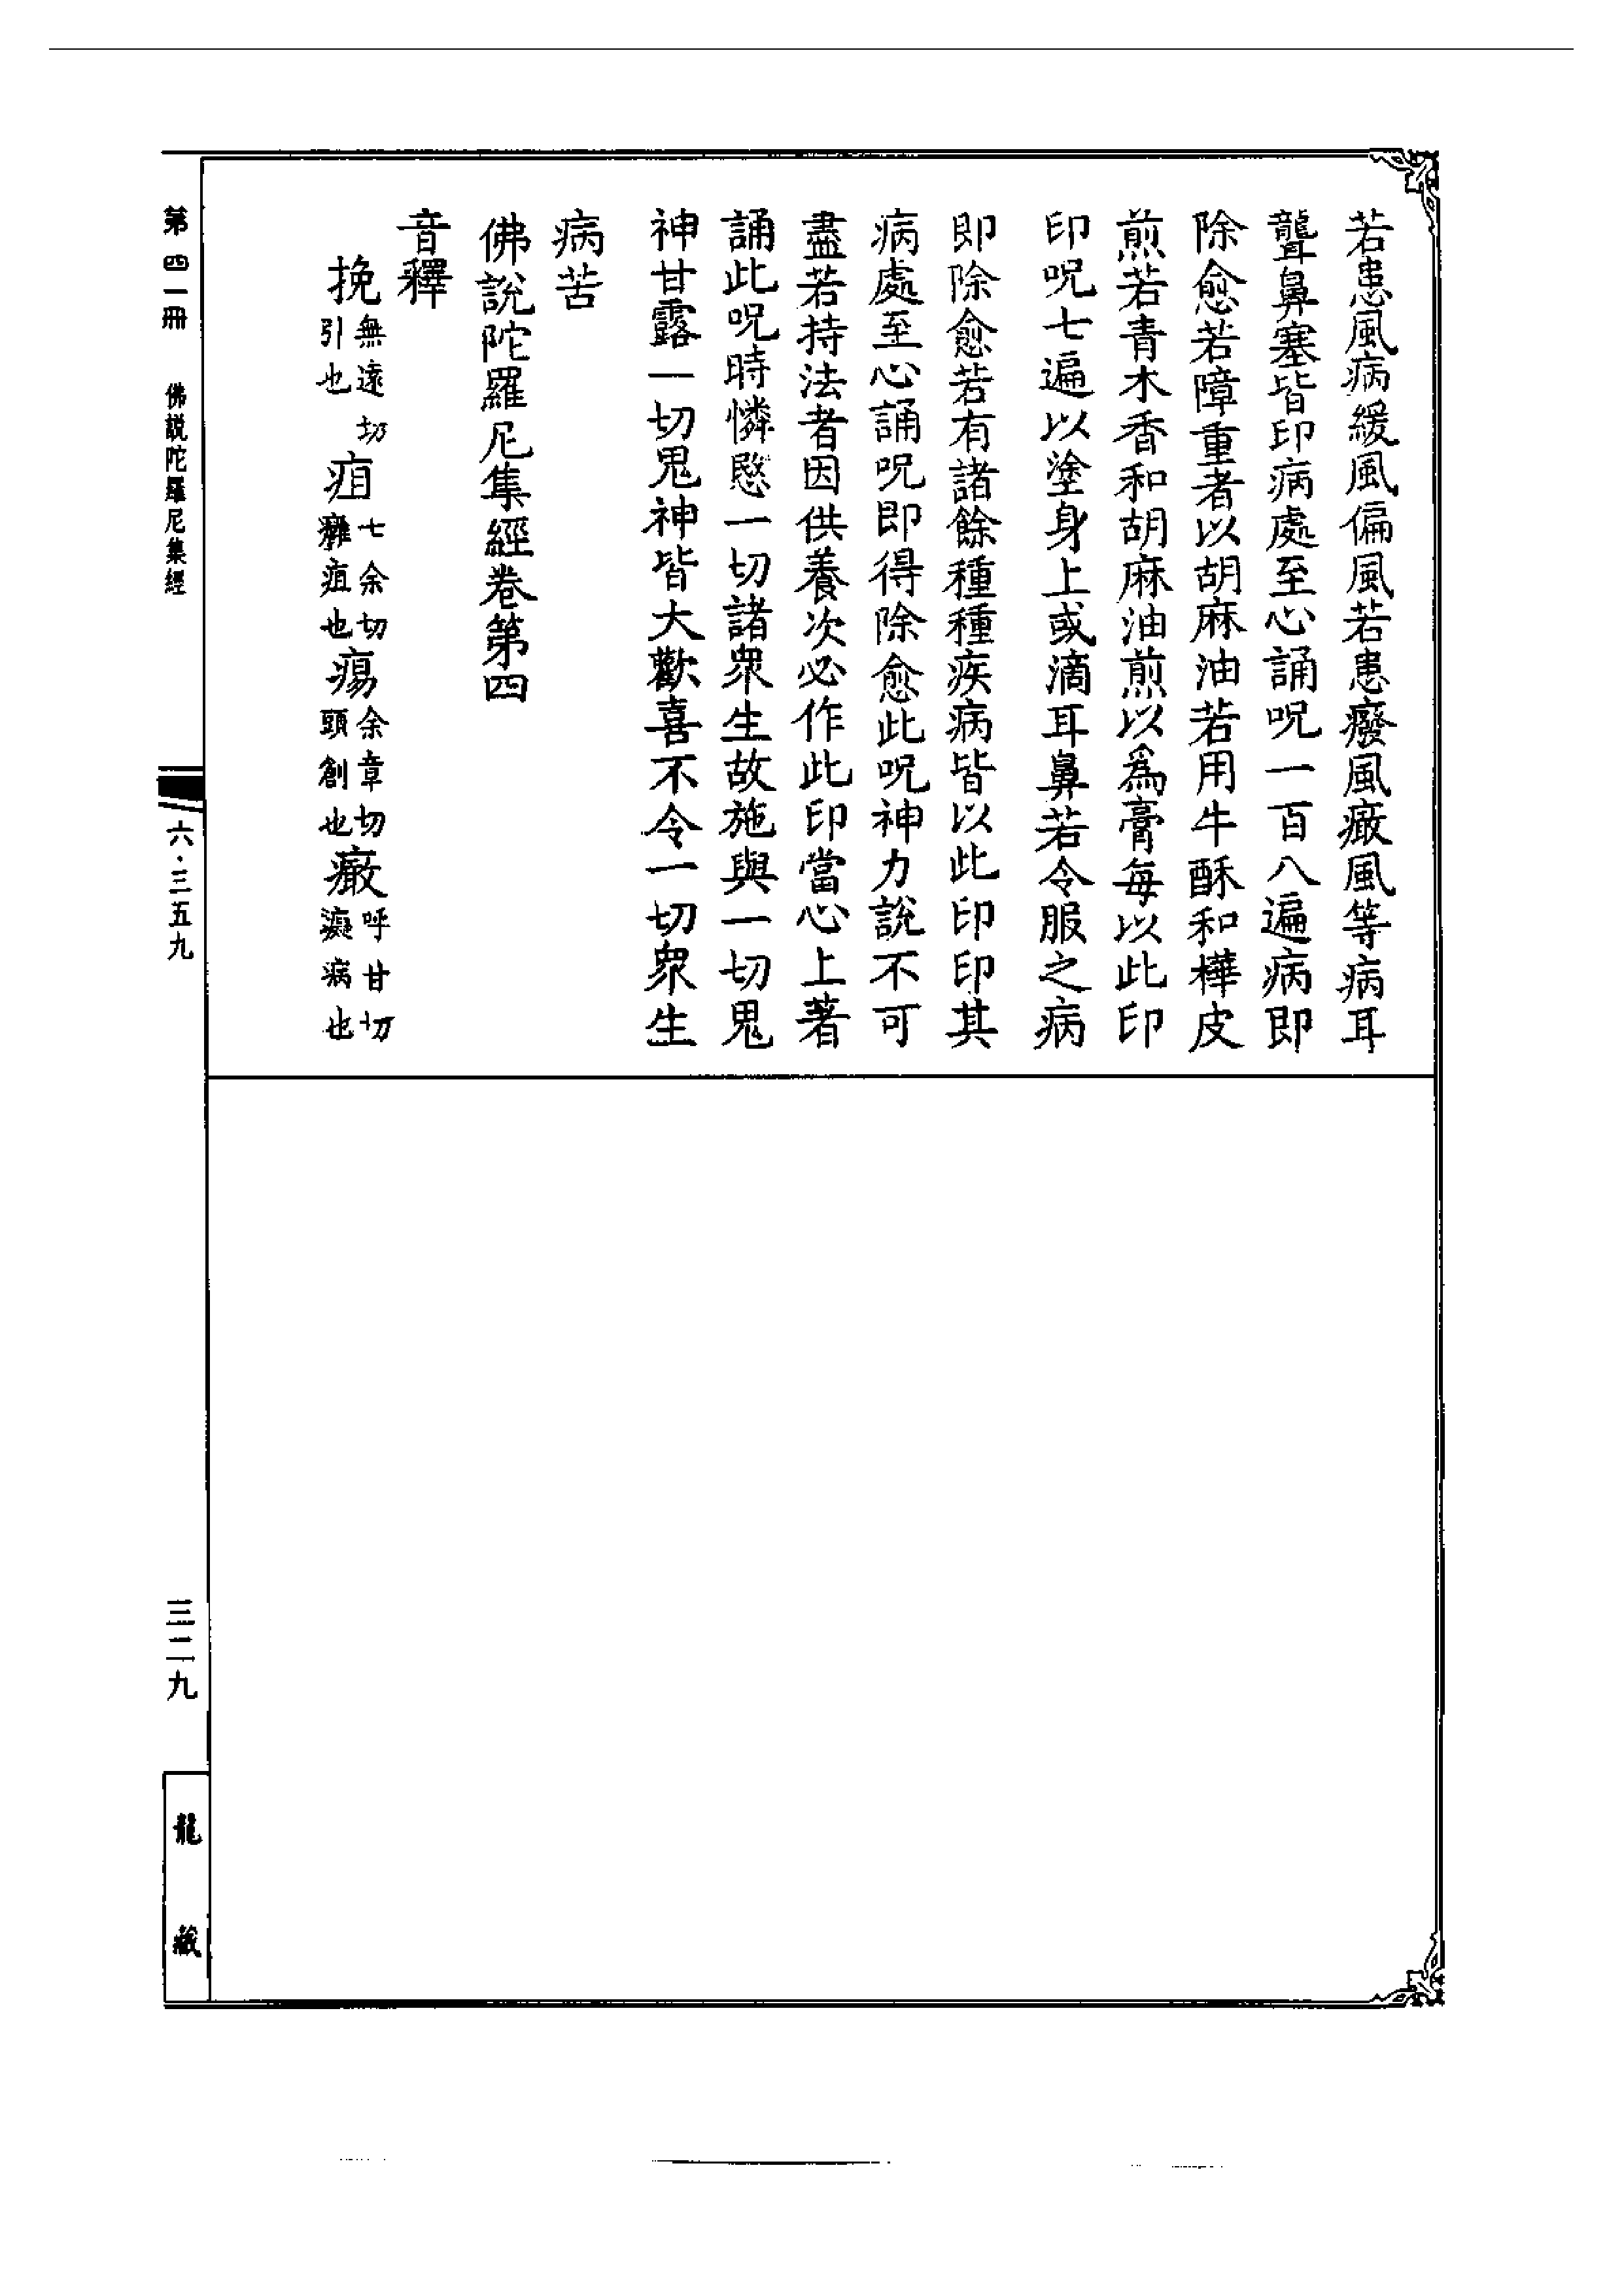 若患風病緩風偏風若患癈風㿊風等病耳
聾鼻塞皆印病處至心誦呪一百八遍病即
除愈若障重者以胡麻油若用牛酥和樺皮
煎若青木香和胡麻油煎以為膏每以此印
印呪七遍以塗身上或滴耳鼻若令服之病
即除愈若有諸餘種種疾病皆以此印印其
病處至心誦呪即得除愈此呪神力說不可
盡若持法者因供養次必作此印當心上著
誦此呪時憐愍一切諸眾生故施與一切鬼
神甘露一切鬼神皆大歡喜不令一切眾生
病苦
佛說陀羅尼集經卷第四
音釋
挽無遠切引也疽七余切癰疽也瘍余章切頭創也㿊呼甘切癡病也
第四一冊 佛説陀羅尼集經 六·三五九 三二九 龍藏